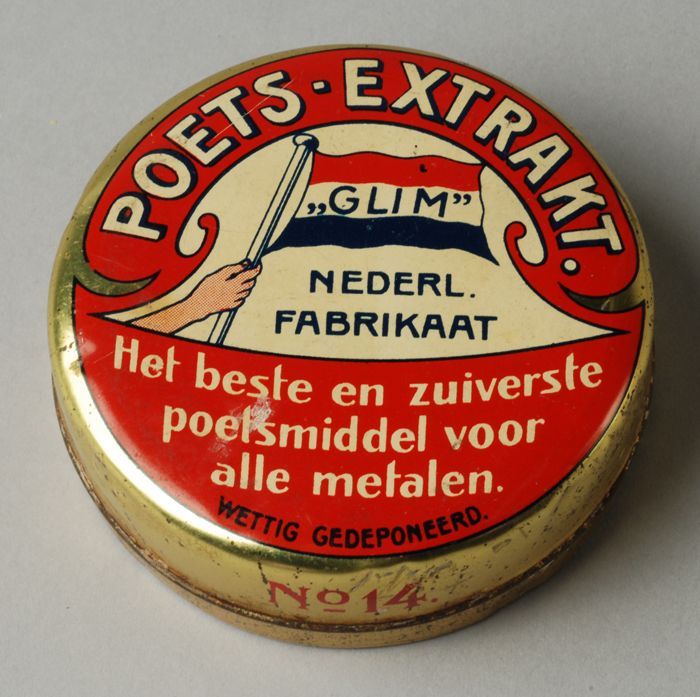 POETS-EXTRAKT.
„GLIM”
NEDERL.
FABRIKAAT
Het beste en zuiverste
poetsmiddel voor
alle metalen.
WETTIG GEDEPONEERD.
No 14.